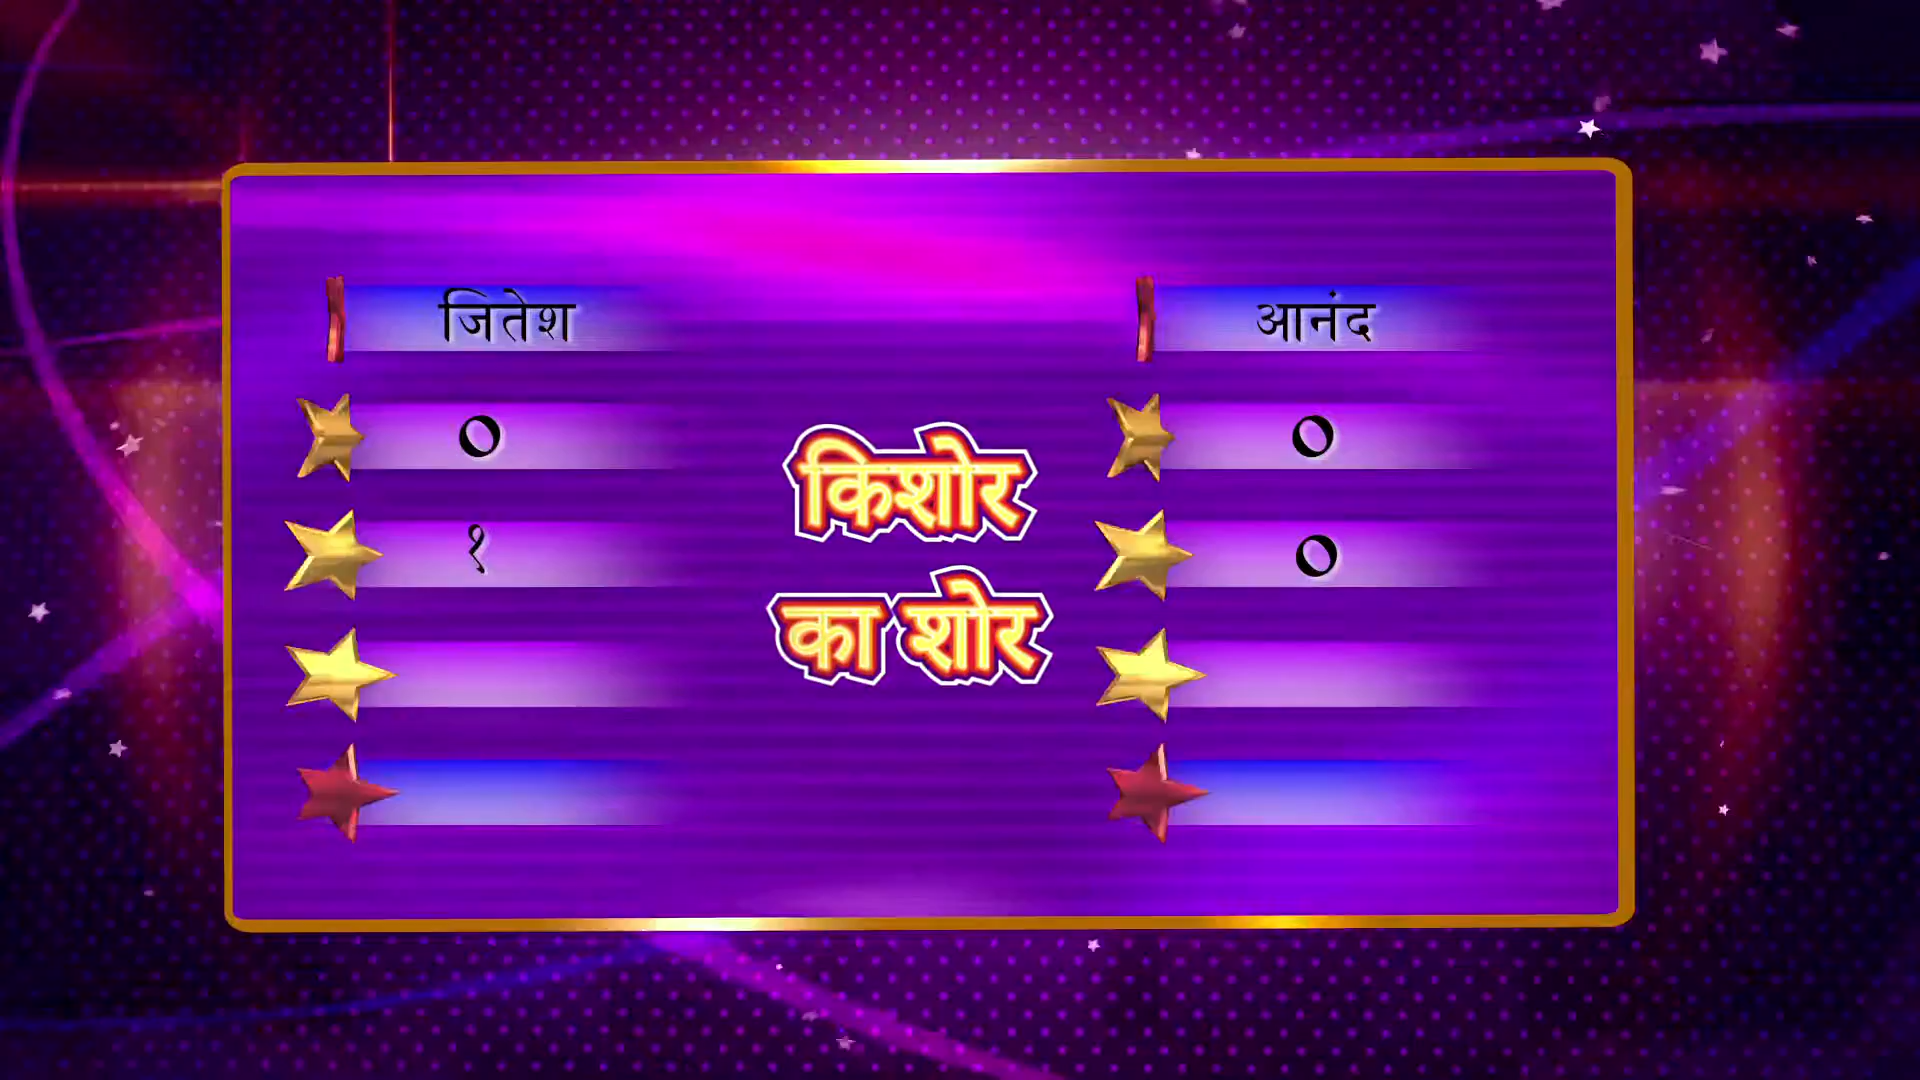 जितेश
०
१
किशोर
का शोर
आनंद
०
०